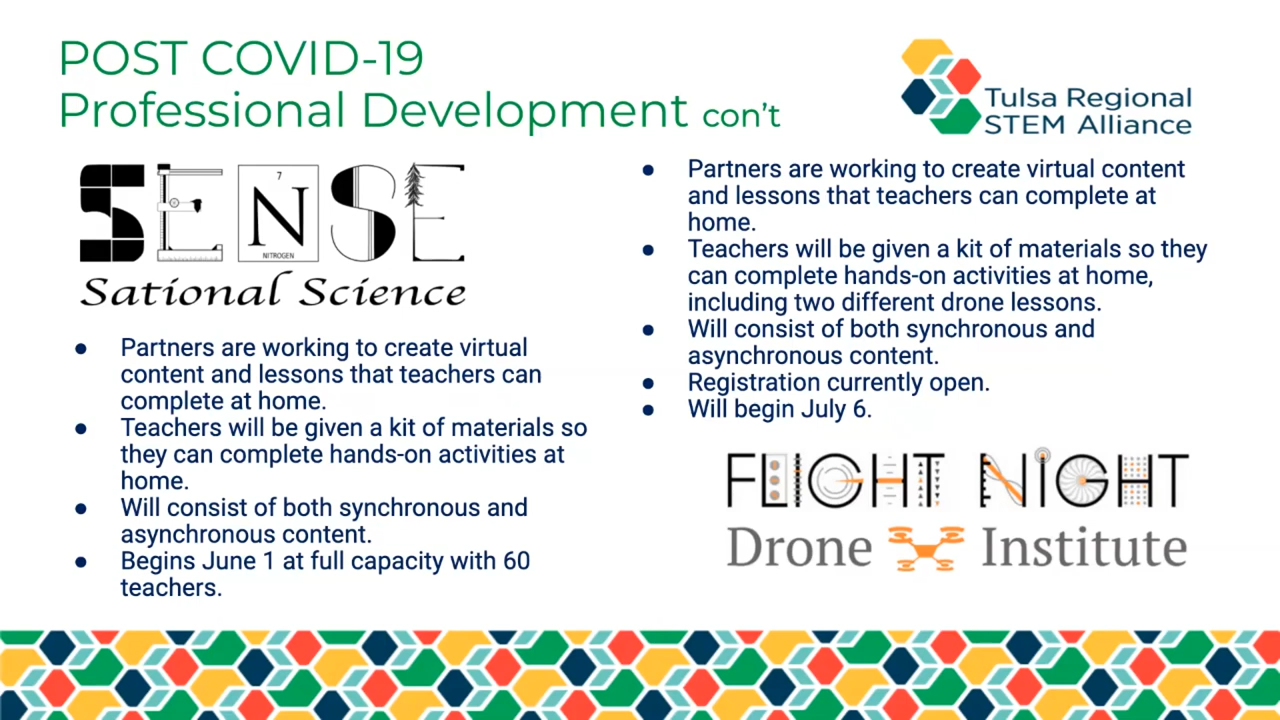 POST COVID-19
Professional Development con't
Tulsa Regional
STEM Alliance
SENSE
7
NITROGEN
Sational Science
● Partners are working to create virtual
content and lessons that teachers can
complete at home.
● Teachers will be given a kit of materials so
they can complete hands-on activities at
home.
● Will consist of both synchronous and
asynchronous content.
● Begins June 1 at full capacity with 60
teachers.
● Partners are working to create virtual content
and lessons that teachers can complete at
home.
● Teachers will be given a kit of materials so they
can complete hands-on activities at home,
including two different drone lessons.
● Will consist of both synchronous and
asynchronous content.
● Registration currently open.
● Will begin July 6.
FLIGHT NiGHT
Drone Institute